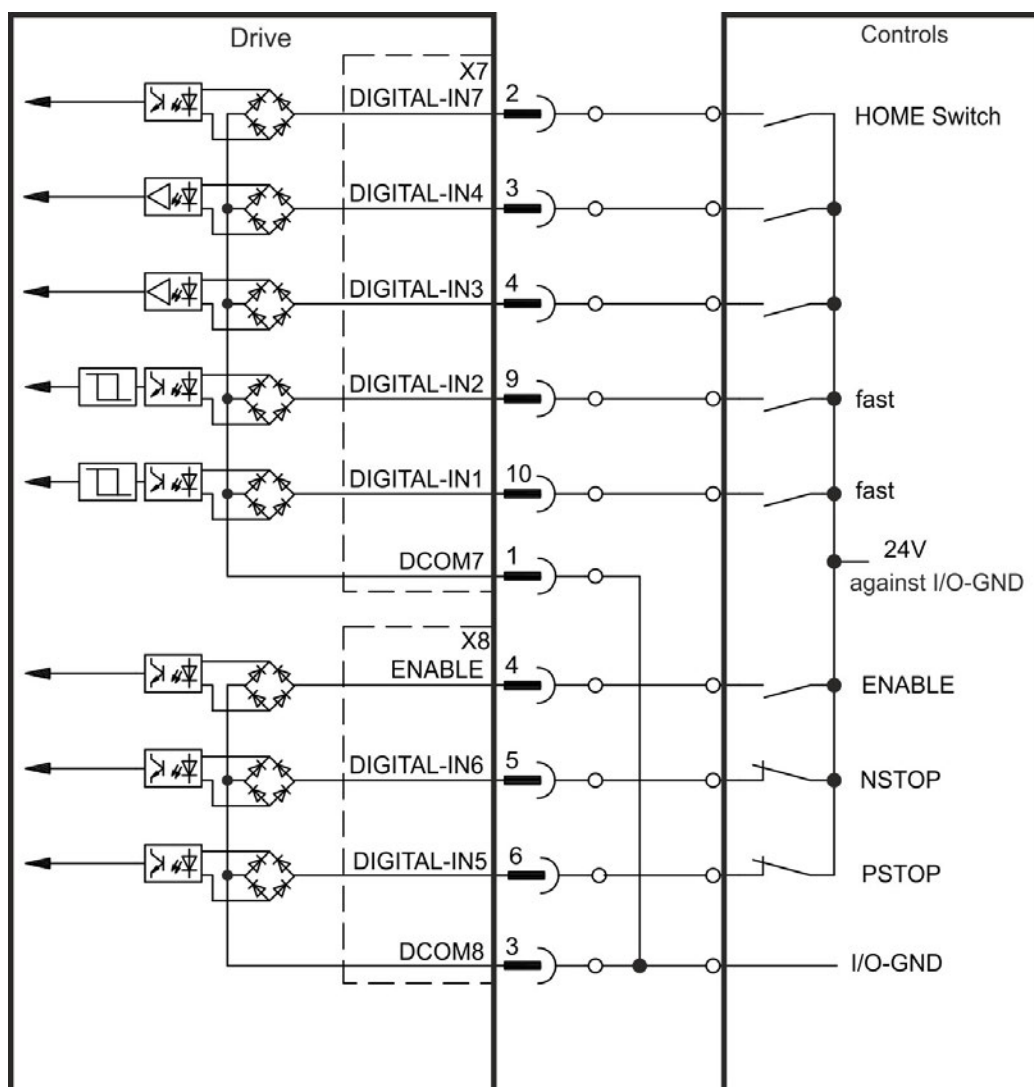 Drive
Controls
X7
DIGITAL-IN7
2
HOME Switch
DIGITAL-IN4
3
DIGITAL-IN3
4
DIGITAL-IN2
9
fast
DIGITAL-IN1
10
fast
24V
against I/O-GND
DCOM7
1
X8
ENABLE
4
ENABLE
DIGITAL-IN6
5
NSTOP
DIGITAL-IN5
6
PSTOP
DCOM8
3
I/O-GND